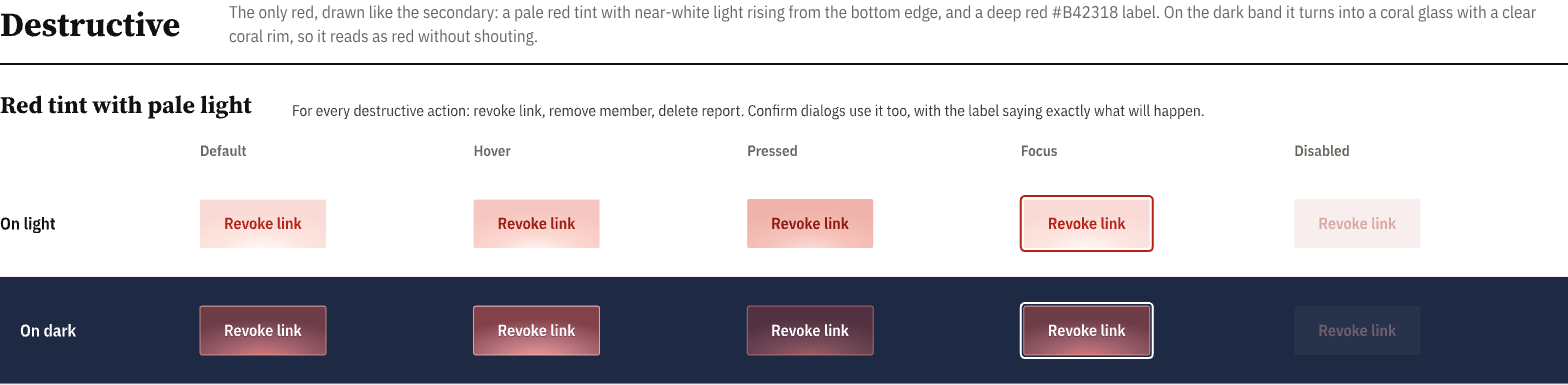 Destructive
The only red, drawn like the secondary: a pale red tint with near-white light rising from the bottom edge, and a deep red #B42318 label. On the dark band it turns into a coral glass with a clear
coral rim, so it reads as red without shouting.
Red tint with pale light
For every destructive action: revoke link, remove member, delete report. Confirm dialogs use it too, with the label saying exactly what will happen.
Default Hover Pressed Focus Disabled
On light Revoke link Revoke link Revoke link Revoke link Revoke link
On dark Revoke link Revoke link Revoke link Revoke link Revoke link